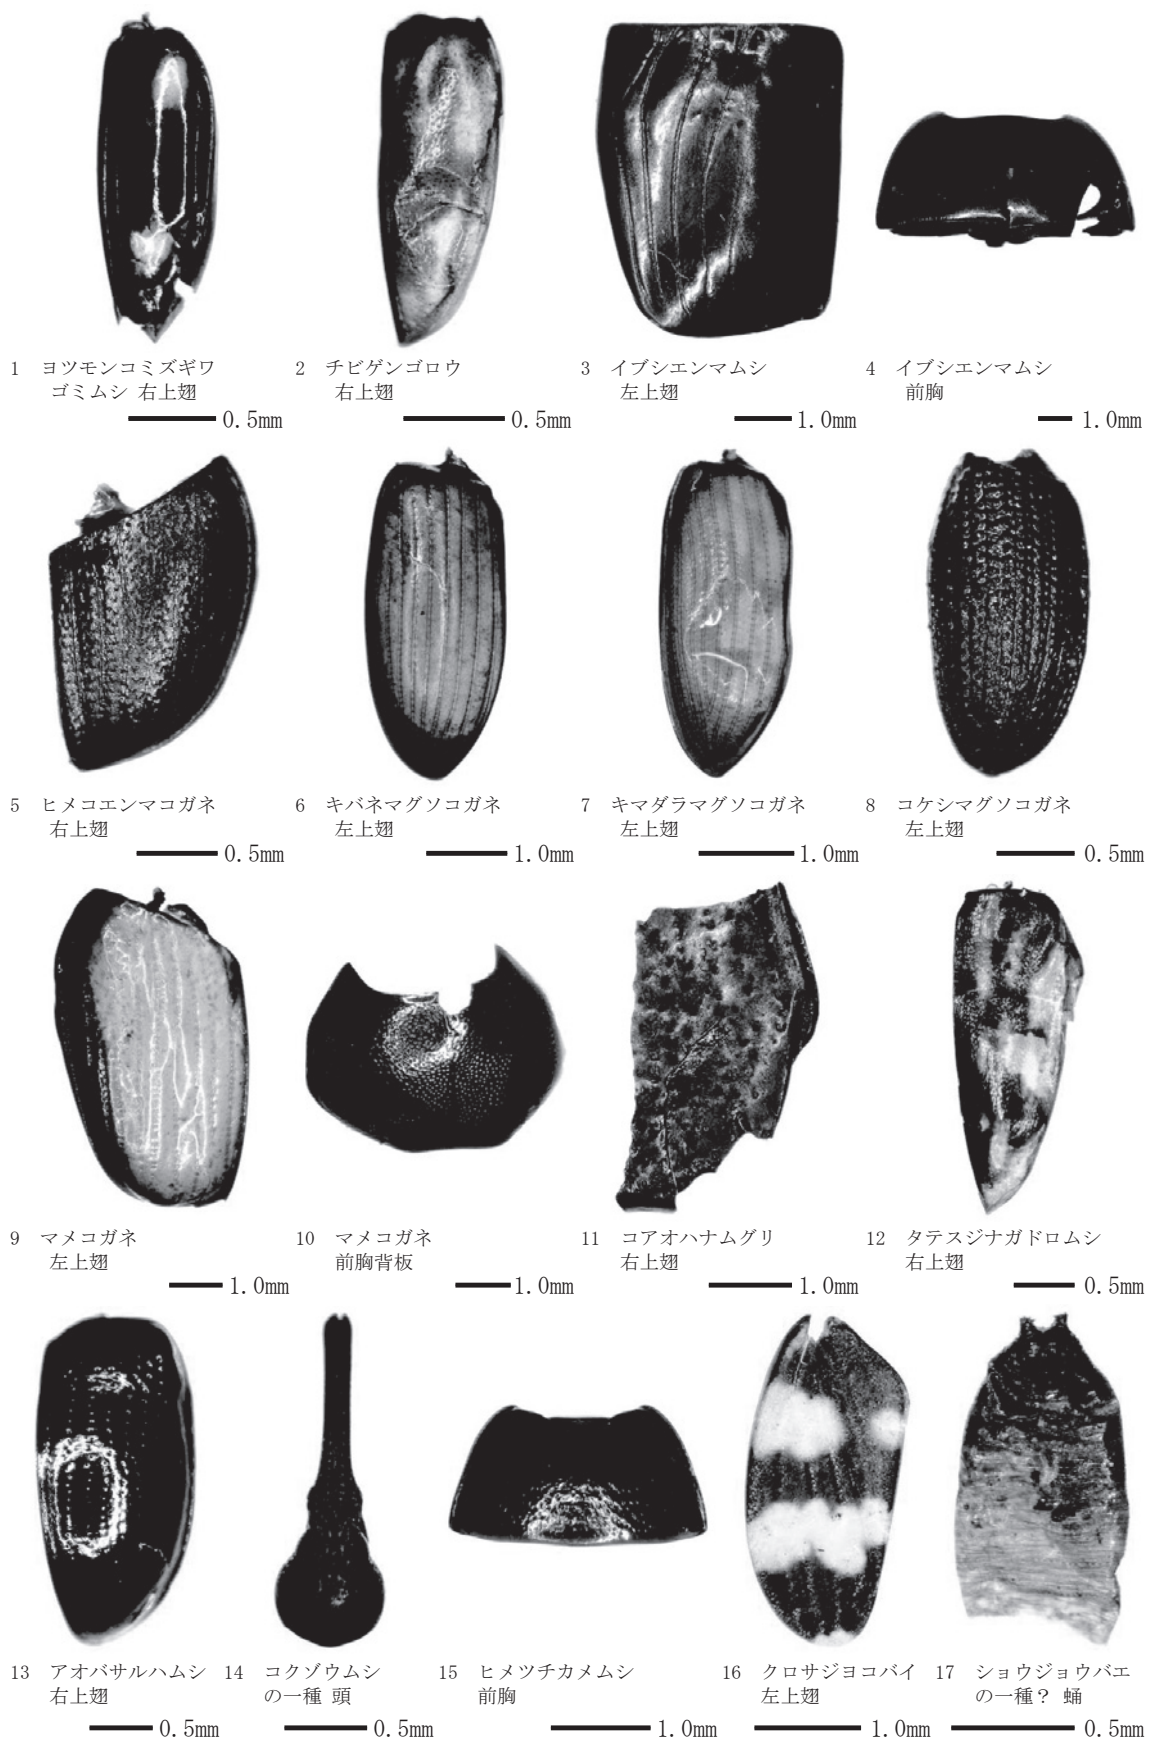 1 ヨツモンコミズギワ
ゴミムシ 右上翅
0.5mm
2 チビゲンゴロウ
右上翅
0.5mm
3 イブシエンマムシ
左上翅
1.0mm
4 イブシエンマムシ
前胸
1.0mm
5 ヒメコエンマコガネ
右上翅
0.5mm
6 キバネマグソコガネ
左上翅
1.0mm
7 キマダラマグソコガネ
左上翅
1.0mm
8 コケシマグソコガネ
左上翅
0.5mm
9 マメコガネ
左上翅
1.0mm
10 マメコガネ
前胸背板
1.0mm
11 コアオハナムグリ
右上翅
1.0mm
12 タテスジナガドロムシ
右上翅
0.5mm
13 アオバサルハムシ
右上翅
0.5mm
14 コクゾウムシ
の一種 頭
0.5mm
15 ヒメツチカメムシ
前胸
1.0mm
16 クロサジヨコバイ
左上翅
1.0mm
17 ショウジョウバエ
の一種？ 蛹
0.5mm